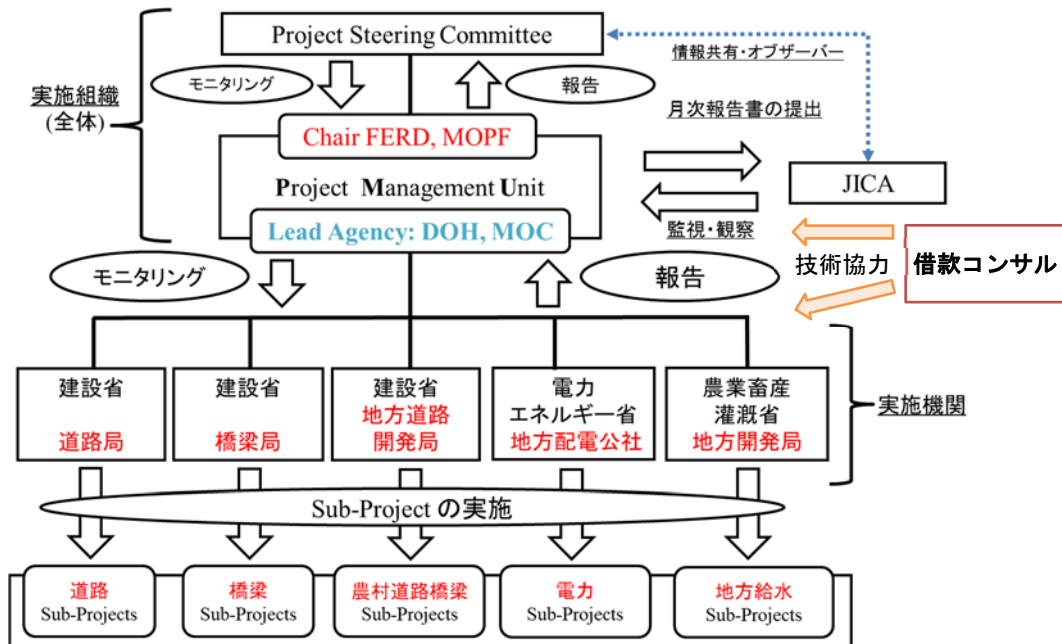 Project Steering Committee
情報共有・オブザーバー
モニタリング
報告
実施組織
(全体)
月次報告書の提出
Chair FERD, MOPF
Project Management Unit
JICA
Lead Agency: DOH, MOC
監視・観察
モニタリング
報告
技術協力
借款コンサル
建設省
道路局
建設省
橋梁局
建設省
地方道路
開発局
電力
エネルギー省
地方配電公社
農業畜産
灌漑省
地方開発局
実施機関
Sub-Project の実施
道路
Sub-Projects
橋梁
Sub-Projects
農村道路橋梁
Sub-Projects
電力
Sub-Projects
地方給水
Sub-Projects